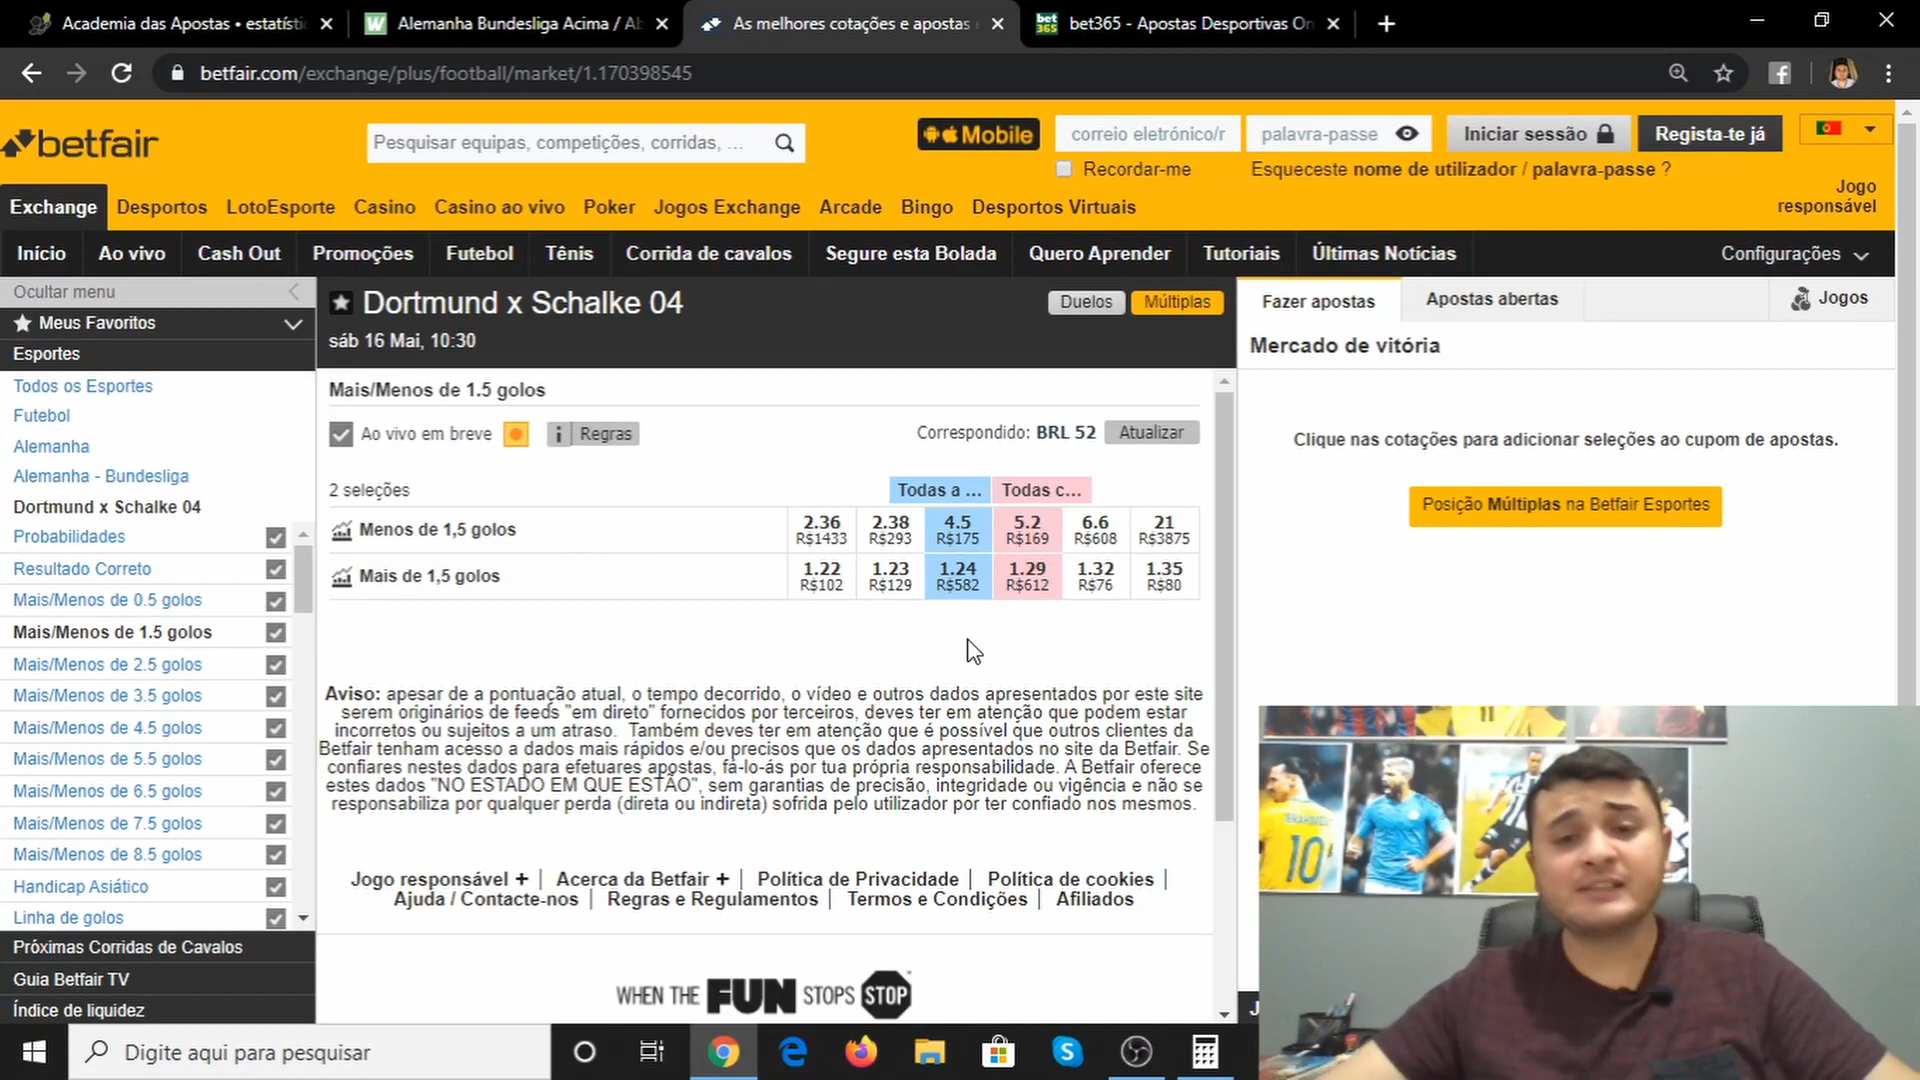 Academia das Apostas • estatístic
Alemanha Bundesliga Acima / Ab
As melhores cotações e apostas e
bet365 - Apostas Desportivas On
betfair.com/exchange/plus/football/market/1.170398545
betfair
Pesquisar equipas, competições, corridas, ...
Mobile
correio eletrónico/r
palavra-passe
Iniciar sessão
Regista-te já
Recordar-me
Esqueceste nome de utilizador / palavra-passe ?
Jogo
responsável
Exchange
Desportos
LotoEsporte
Casino
Casino ao vivo
Poker
Jogos Exchange
Arcade
Bingo
Desportos Virtuais
Início
Ao vivo
Cash Out
Promoções
Futebol
Tênis
Corrida de cavalos
Segure esta Bolada
Quero Aprender
Tutoriais
Últimas Notícias
Configurações
Ocultar menu
Meus Favoritos
Esportes
Todos os Esportes
Futebol
Alemanha
Alemanha - Bundesliga
Dortmund x Schalke 04
Probabilidades
Resultado Correto
Mais/Menos de 0.5 golos
Mais/Menos de 1.5 golos
Mais/Menos de 2.5 golos
Mais/Menos de 3.5 golos
Mais/Menos de 4.5 golos
Mais/Menos de 5.5 golos
Mais/Menos de 6.5 golos
Mais/Menos de 7.5 golos
Mais/Menos de 8.5 golos
Handicap Asiático
Linha de golos
Próximas Corridas de Cavalos
Guia Betfair TV
Índice de liquidez
Dortmund x Schalke 04
Duelos
Múltiplas
sáb 16 Mai, 10:30
Mais/Menos de 1.5 golos
Ao vivo em breve
i Regras
Correspondido: BRL 52
Atualizar
2 seleções
Todas a ...
Todas c...
Menos de 1,5 golos
2.36 2.38 4.5 5.2 6.6 21
R$1433 R$293 R$175 R$169 R$608 R$3875
Mais de 1,5 golos
1.22 1.23 1.24 1.29 1.32 1.35
R$102 R$129 R$582 R$612 R$76 R$80
Aviso: apesar de a pontuação atual, o tempo decorrido, o vídeo e outros dados apresentados por este site
serem originários de feeds "em direto" fornecidos por terceiros, deves ter em atenção que podem estar
incorretos ou sujeitos a um atraso. Também deves ter em atenção que é possível que outros clientes da
Betfair tenham acesso a dados mais rápidos e/ou precisos que os dados apresentados no site da Betfair. Se
confiares nestes dados para efetuares apostas, fá-lo-ás por tua própria responsabilidade. A Betfair oferece
estes dados "NO ESTADO EM QUE ESTÃO", sem garantias de precisão, integridade ou vigência e não se
responsabiliza por qualquer perda (direta ou indireta) sofrida pelo utilizador por ter confiado nos mesmos.
Jogo responsável + | Acerca da Betfair + | Política de Privacidade | Política de cookies |
Ajuda / Contacte-nos | Regras e Regulamentos | Termos e Condições | Afiliados
WHEN THE FUN STOPS STOP
Fazer apostas
Apostas abertas
Jogos
Mercado de vitória
Clique nas cotações para adicionar seleções ao cupom de apostas.
Posição Múltiplas na Betfair Esportes
10
Digite aqui para pesquisar